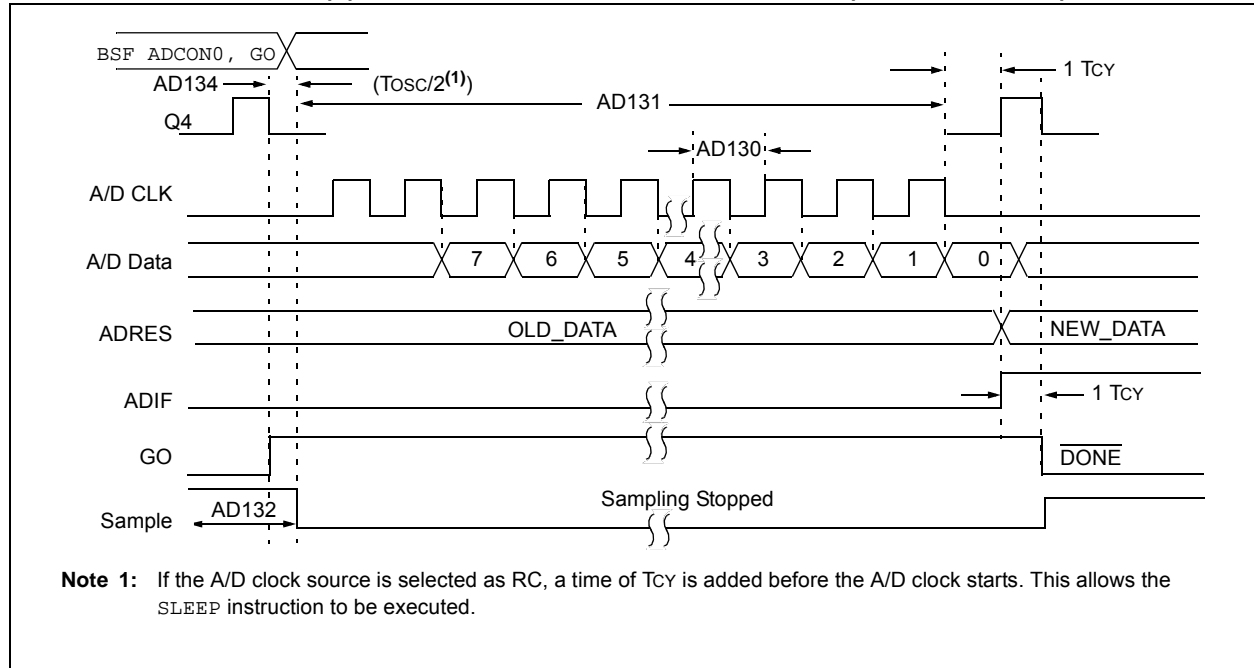 BSF ADCON0, GO
AD134
(TOSC/2(1))
AD131
1 TCY
Q4
AD130
A/D CLK
A/D Data
7 6 5 4 3 2 1 0
ADRES
OLD_DATA
NEW_DATA
ADIF
1 TCY
GO
DONE
Sample
AD132
Sampling Stopped
Note 1: If the A/D clock source is selected as RC, a time of TCY is added before the A/D clock starts. This allows the
SLEEP instruction to be executed.